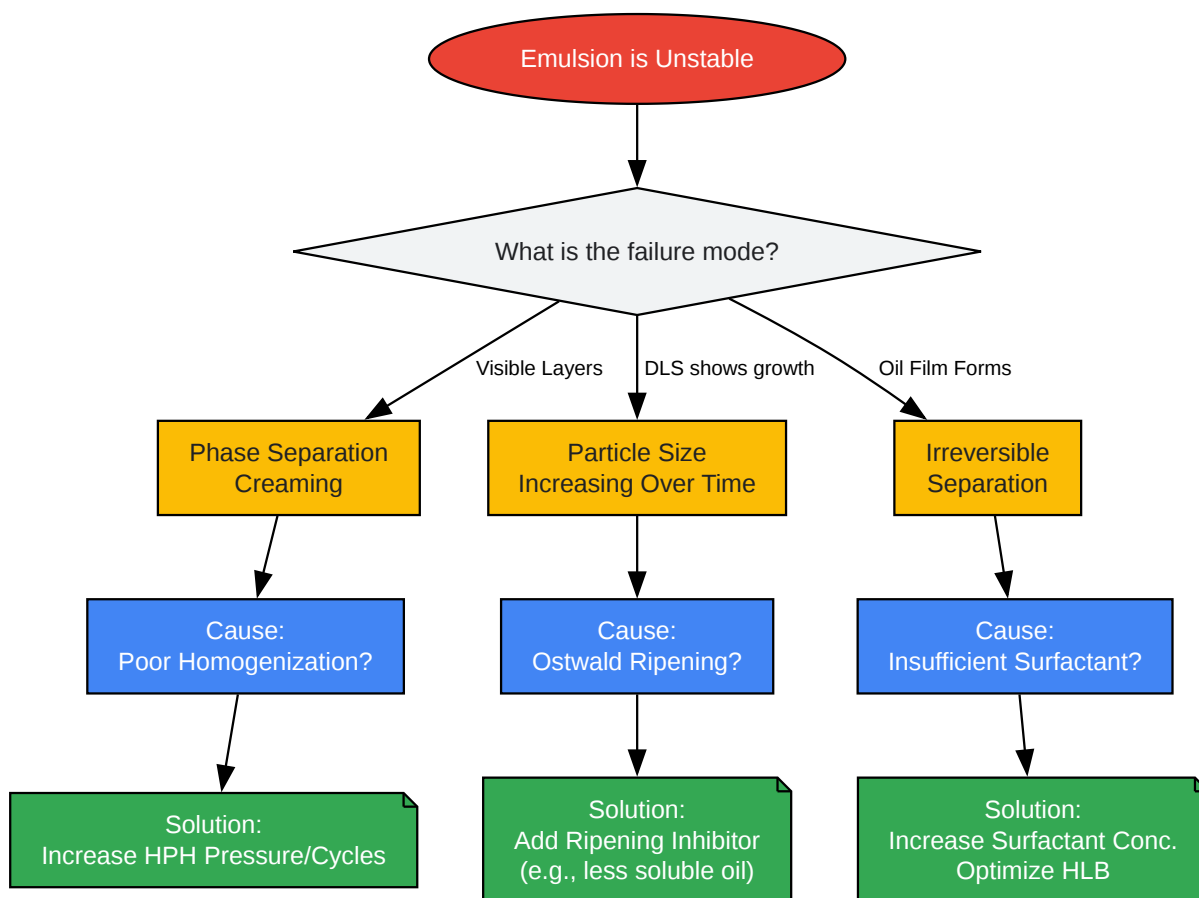 Emulsion is Unstable
What is the failure mode?
Visible Layers
DLS shows growth
Oil Film Forms
Phase Separation
Creaming
Particle Size
Increasing Over Time
Irreversible
Separation
Cause:
Poor Homogenization?
Cause:
Ostwald Ripening?
Cause:
Insufficient Surfactant?
Solution:
Increase HPH Pressure/Cycles
Solution:
Add Ripening Inhibitor
(e.g., less soluble oil)
Solution:
Increase Surfactant Conc.
Optimize HLB